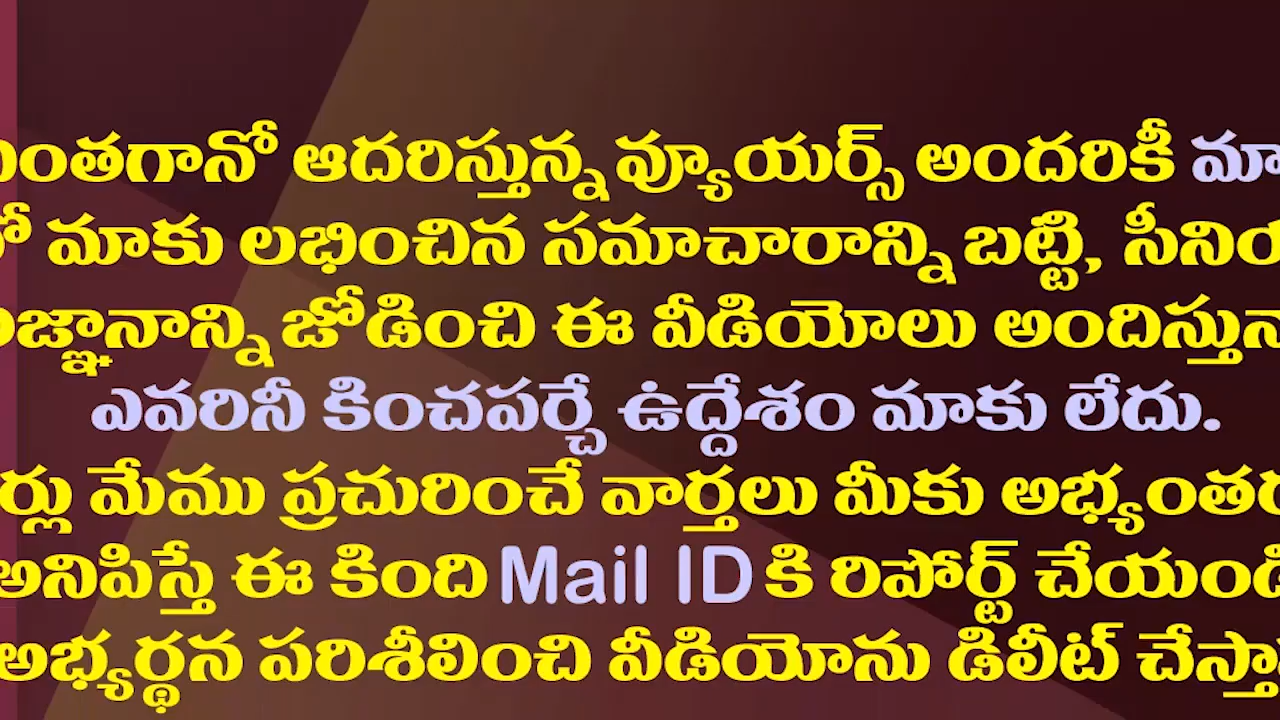 ఎంతగానో ఆదరిస్తున్న వ్యూయర్స్ అందరికీ మా
మాకు లభించిన సమాచారాన్ని బట్టి, సీనియ
జోడించి ఈ వీడియోలు అందిస్తున్నా
ఎవరినీ కించపర్చే ఉద్దేశం మాకు లేదు.
మేము ప్రచురించే వార్తలు మీకు అభ్యంతర
అనిపిస్తే ఈ కింది Mail ID కి రిపోర్ట్ చేయండి
అభ్యర్థన పరిశీలించి వీడియోను డిలీట్ చేస్తా